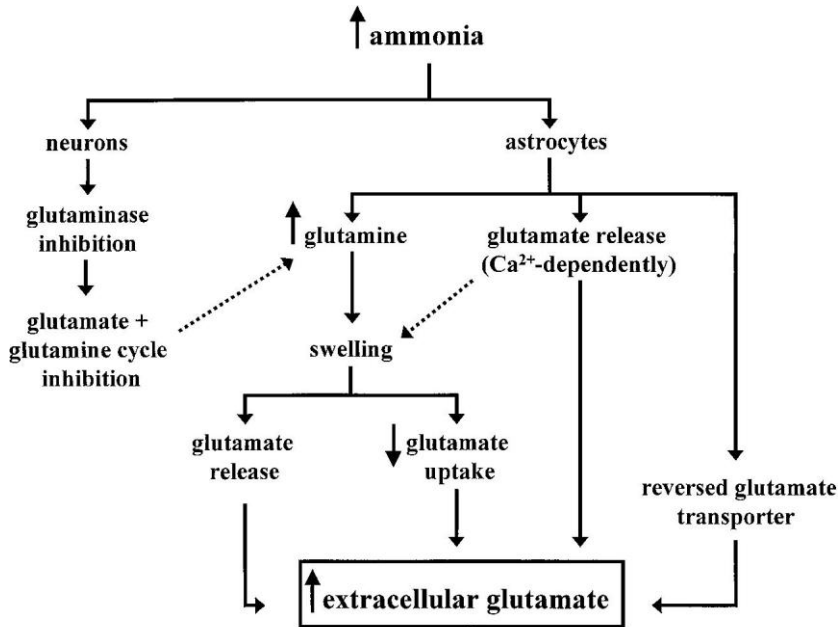 ammonia
neurons
astrocytes
glutaminase
inhibition
glutamate +
glutamine cycle
inhibition
glutamine
glutamate release
(Ca²⁺-dependently)
swelling
glutamate
release
glutamate
uptake
reversed glutamate
transporter
extracellular glutamate